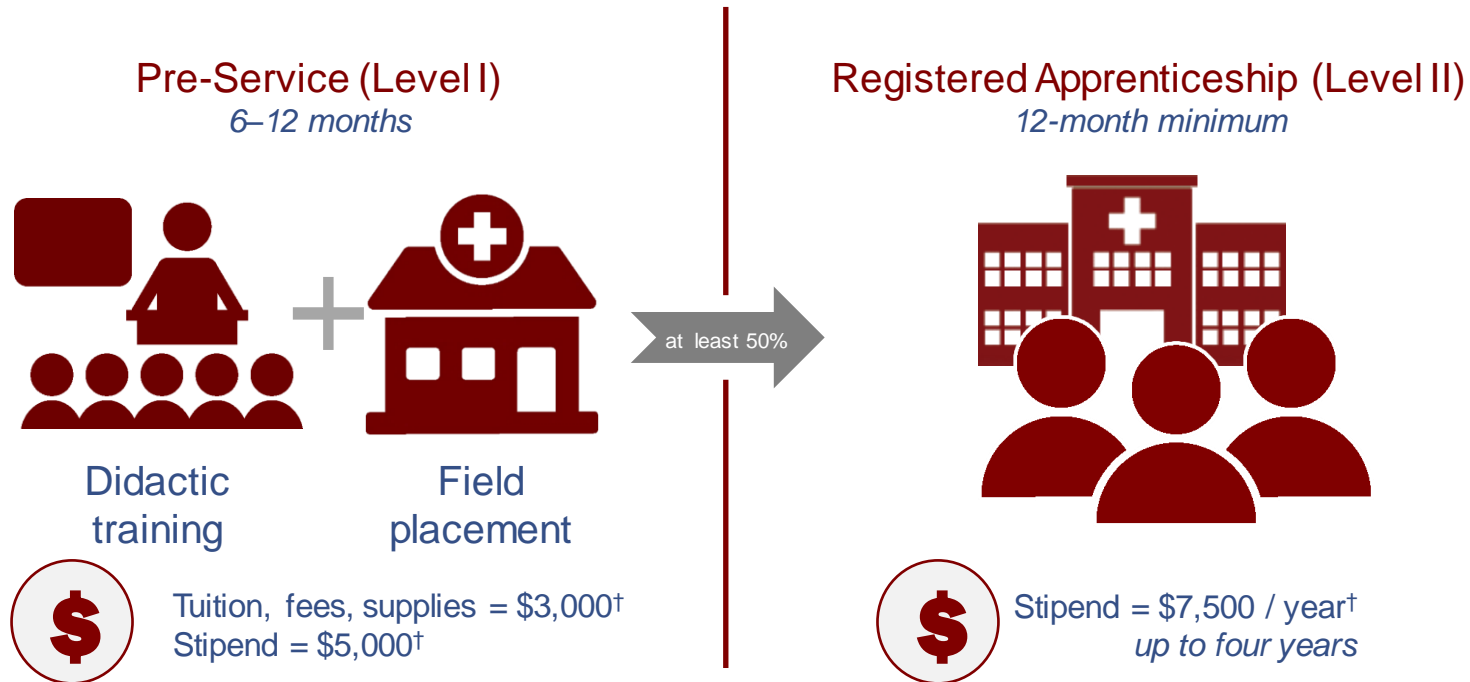 Pre-Service (Level I)
6–12 months
Didactic
training
Field
placement
$
Tuition, fees, supplies = $3,000†
Stipend = $5,000†
at least 50%
Registered Apprenticeship (Level II)
12-month minimum
$
Stipend = $7,500 / year†
up to four years